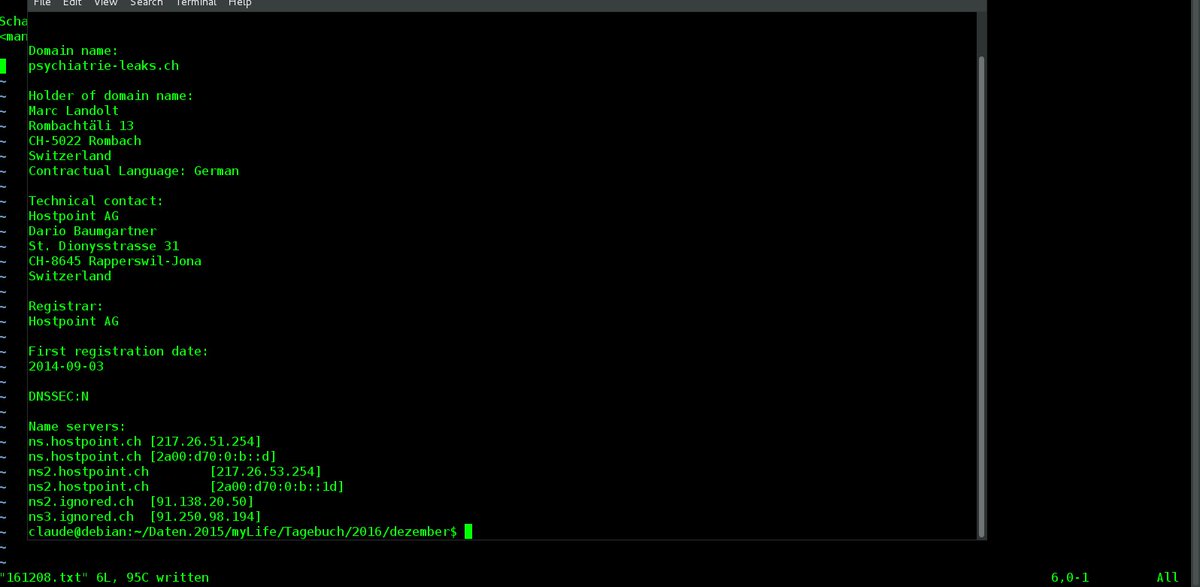 File Edit View Search Terminal Help
Scha
<man
Domain name:
psychiatrie-leaks.ch
Holder of domain name:
Marc Landolt
Rombachtäli 13
CH-5022 Rombach
Switzerland
Contractual Language: German
Technical contact:
Hostpoint AG
Dario Baumgartner
St. Dionysstrasse 31
CH-8645 Rapperswil-Jona
Switzerland
Registrar:
Hostpoint AG
First registration date:
2014-09-03
DNSSEC:N
Name servers:
ns.hostpoint.ch [217.26.51.254]
ns.hostpoint.ch [2a00:d70:0:b::d]
ns2.hostpoint.ch [217.26.53.254]
ns2.hostpoint.ch [2a00:d70:0:b::1d]
ns2.ignored.ch [91.138.20.50]
ns3.ignored.ch [91.250.98.194]
claude@debian:~/Daten.2015/myLife/Tagebuch/2016/dezember$
"161208.txt" 6L, 95C written 6,0-1 All